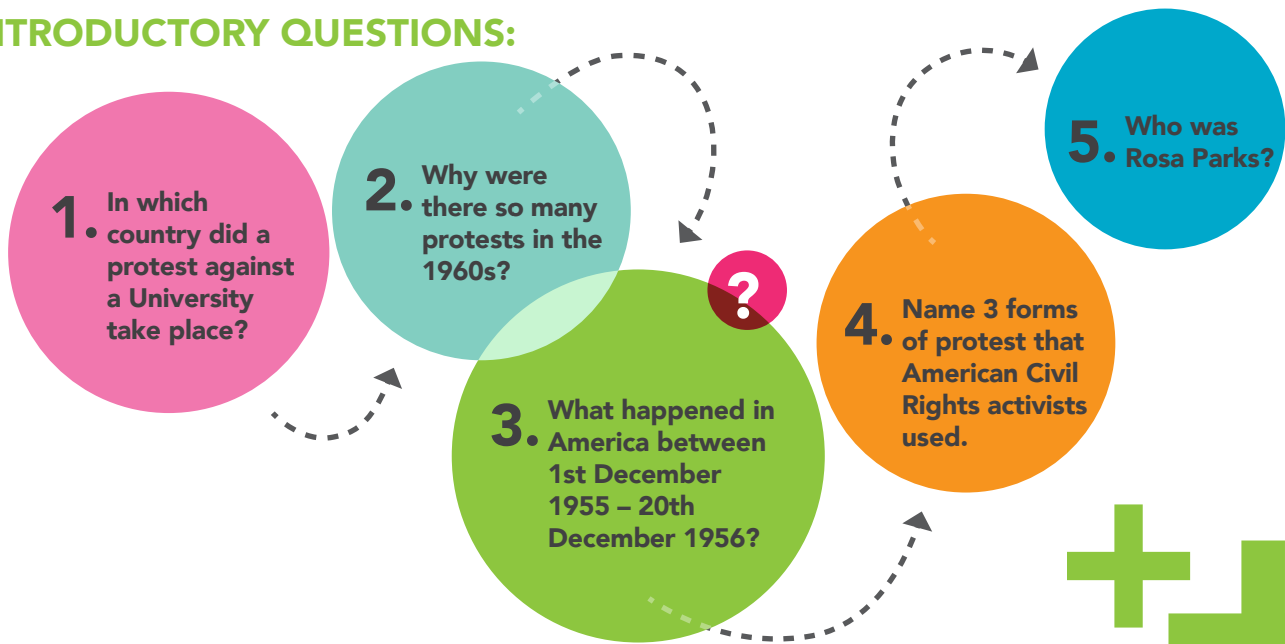 NTRODUCTORY QUESTIONS:
1. In which
country did a
protest against
a University
take place?
2. Why were
there so many
protests in the
1960s?
?
3. What happened in
America between
1st December
1955 – 20th
December 1956?
4. Name 3 forms
of protest that
American Civil
Rights activists
used.
5. Who was
Rosa Parks?